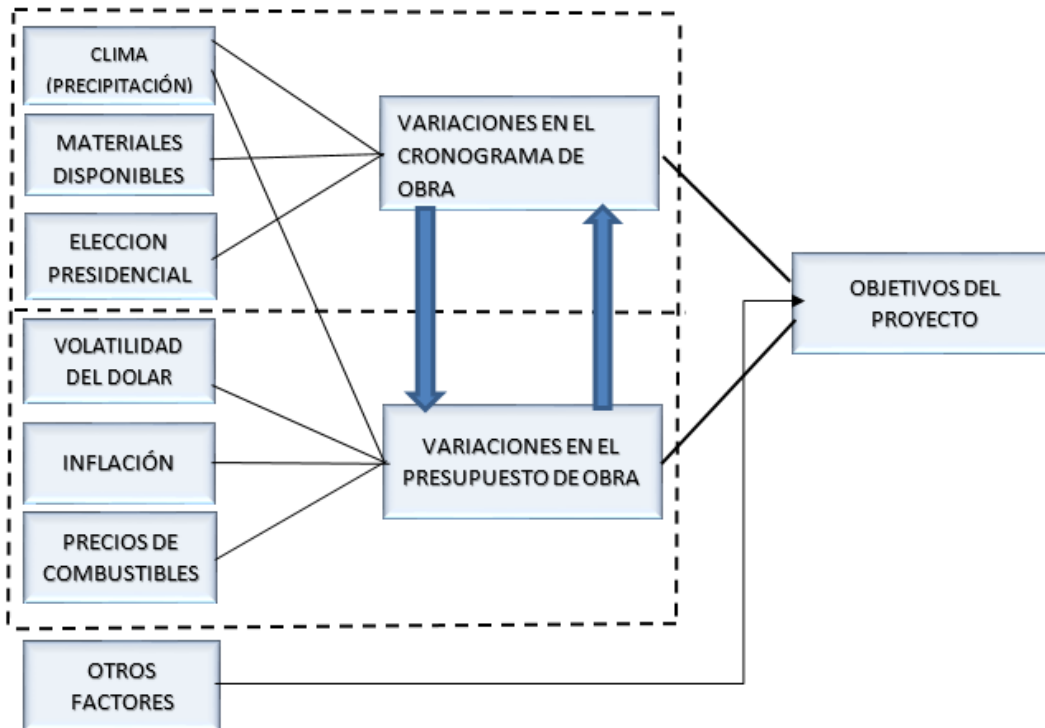 CLIMA
(PRECIPITACIÓN)
MATERIALES
DISPONIBLES
ELECCION
PRESIDENCIAL
VARIACIONES EN EL
CRONOGRAMA DE
OBRA
OBJETIVOS DEL
PROYECTO
VOLATILIDAD
DEL DOLAR
INFLACIÓN
PRECIOS DE
COMBUSTIBLES
VARIACIONES EN EL
PRESUPUESTO DE OBRA
OTROS
FACTORES